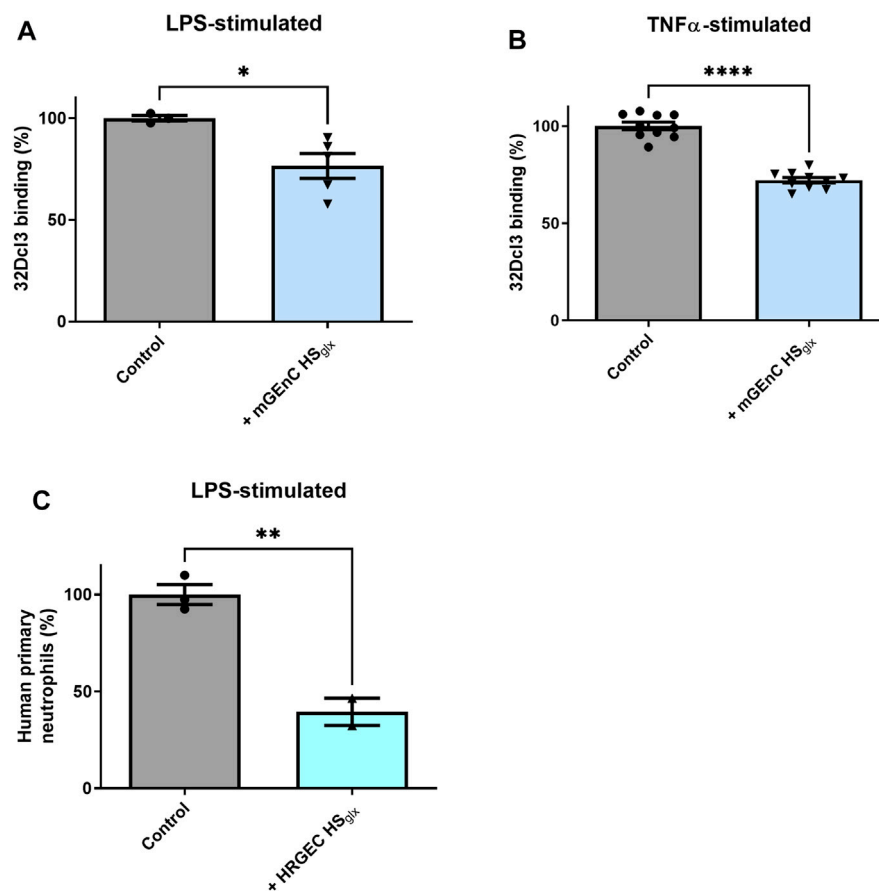 A
LPS-stimulated
*
32Dcl3 binding (%)
100
50
0
Control
+ mGEnC HSglx
B
TNFα-stimulated
****
32Dcl3 binding (%)
100
50
0
Control
+ mGEnC HSglx
C
LPS-stimulated
**
Human primary
neutrophils (%)
100
50
0
Control
+ HRGEC HSglx